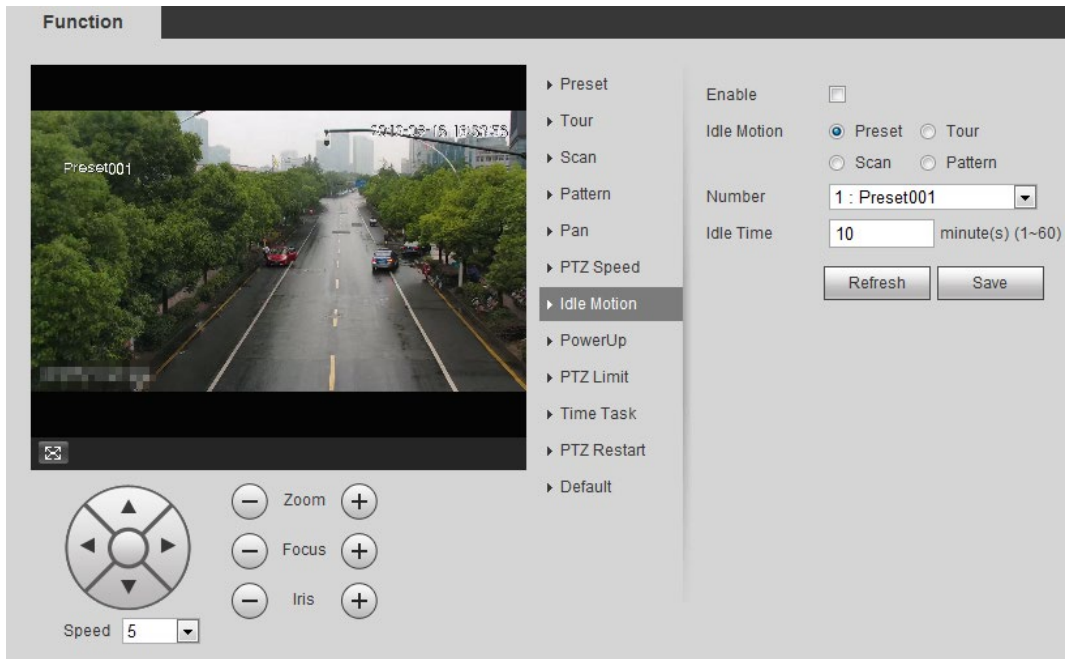 Function
Preset001
Preset
Tour
Scan
Pattern
Pan
PTZ Speed
Idle Motion
PowerUp
PTZ Limit
Time Task
PTZ Restart
Default
Enable
Idle Motion Preset Tour
Scan Pattern
Number 1 : Preset001
Idle Time 10 minute(s) (1~60)
Refresh Save
Zoom
Focus
Iris
Speed 5